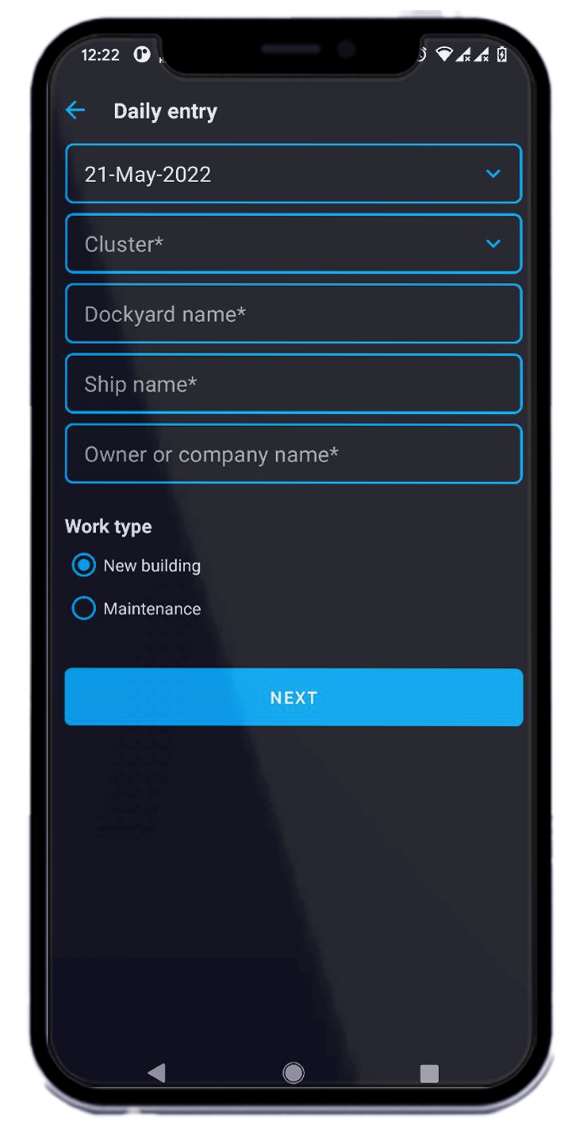 12:22
Daily entry
21-May-2022
Cluster*
Dockyard name*
Ship name*
Owner or company name*
Work type
New building
Maintenance
NEXT